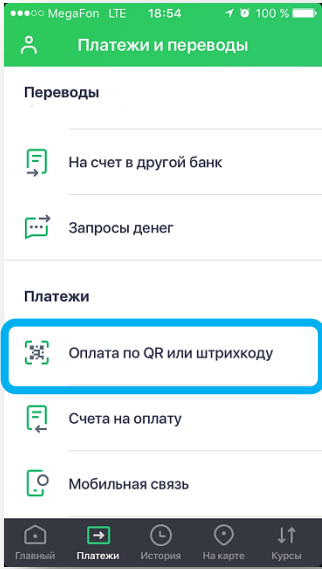 MegaFon LTE 18:54 100 %
Платежи и переводы
Переводы
На счет в другой банк
Запросы денег
Платежи
Оплата по QR или штрихкоду
Счета на оплату
Мобильная связь
Главный Платежи История На карте Курсы